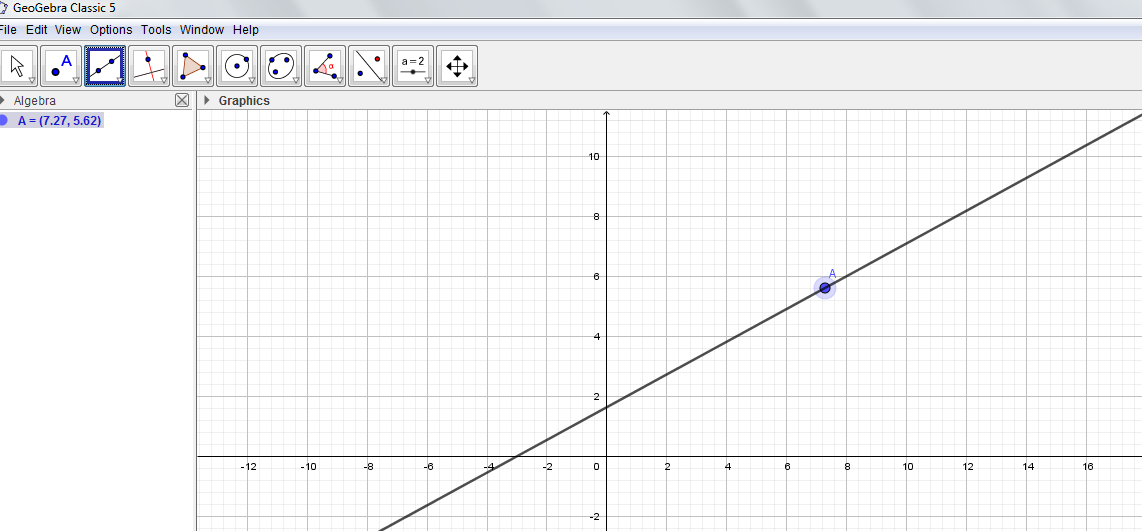 GeoGebra Classic 5
File Edit View Options Tools Window Help
A
α
a=2
Algebra
Graphics
A = (7.27, 5.62)
10
8
6
A
4
2
-12 -10 -8 -6 -4 -2 0 2 4 6 8 10 12 14 16
-2